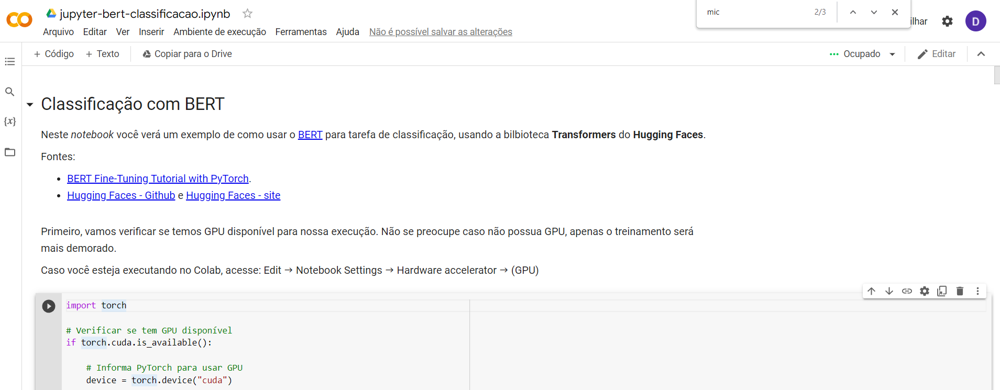 jupyter-bert-classificacao.ipynb
mic 2/3
ilhar
D
Arquivo Editar Ver Inserir Ambiente de execução Ferramentas Ajuda Não é possível salvar as alterações
+ Código + Texto Copiar para o Drive
Ocupado Editar
{x}
Classificação com BERT
Neste notebook você verá um exemplo de como usar o BERT para tarefa de classificação, usando a bilbioteca Transformers do Hugging Faces.
Fontes:
• BERT Fine-Tuning Tutorial with PyTorch.
• Hugging Faces - Github e Hugging Faces - site
Primeiro, vamos verificar se temos GPU disponível para nossa execução. Não se preocupe caso não possua GPU, apenas o treinamento será
mais demorado.
Caso você esteja executando no Colab, acesse: Edit → Notebook Settings → Hardware accelerator → (GPU)
import torch
# Verificar se tem GPU disponível
if torch.cuda.is_available():
# Informa PyTorch para usar GPU
device = torch.device("cuda")